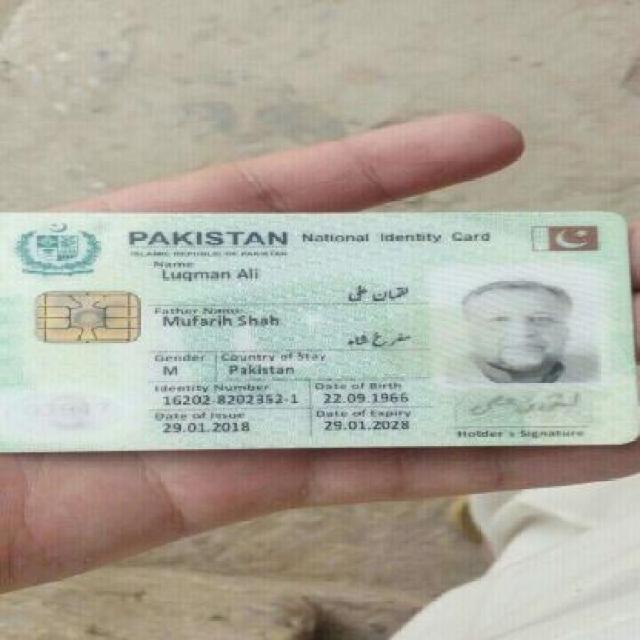 PAKISTAN National Identity Card
ISLAMIC REPUBLIC OF PAKISTAN
Name
Luqman Ali
لقمان علی
Father Name
Mufarih Shah
مفرح شاہ
Gender Country of Stay
M Pakistan
Identity Number Date of Birth
16202-8202352-1 22.09.1966
Date of Issue Date of Expiry
29.01.2018 29.01.2028
Holder's Signature